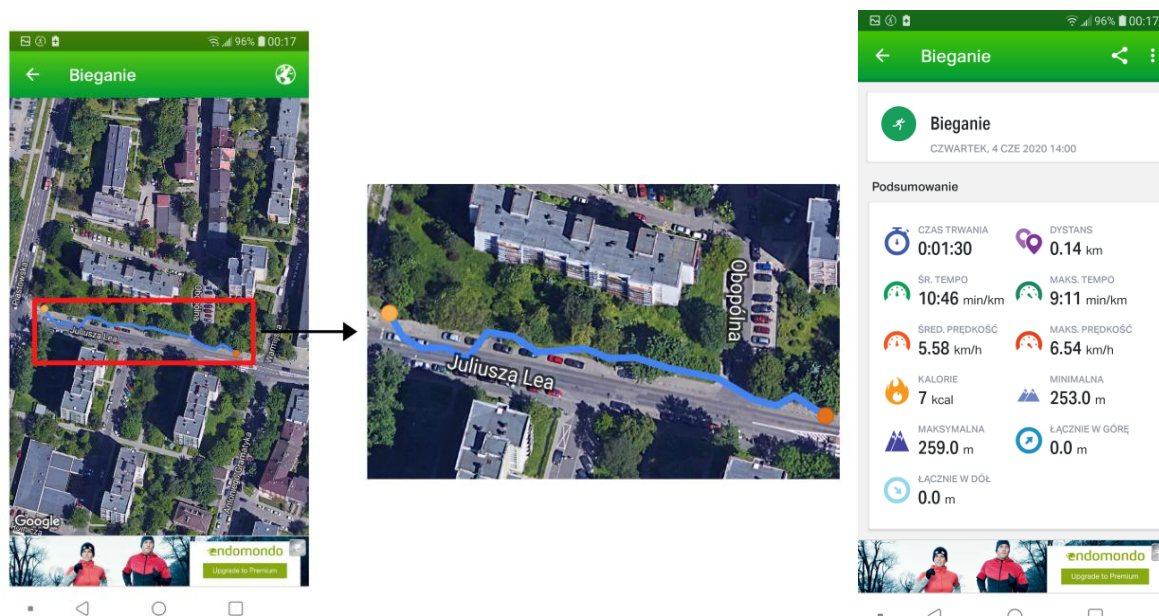 96% 00:17
Bieganie
Piastowska
Obopólna
Juliusza Lea
Google
endomondo
Upgrade to Premium
Obopólna
Juliusza Lea
96% 00:17
Bieganie
Bieganie
CZWARTEK, 4 CZE 2020 14:00
Podsumowanie
CZAS TRWANIA
0:01:30
DYSTANS
0.14 km
ŚR. TEMPO
10:46 min/km
MAKS. TEMPO
9:11 min/km
ŚRED. PRĘDKOŚĆ
5.58 km/h
MAKS. PRĘDKOŚĆ
6.54 km/h
KALORIE
7 kcal
MINIMALNA
253.0 m
MAKSYMALNA
259.0 m
ŁĄCZNIE W GÓRĘ
0.0 m
ŁĄCZNIE W DÓŁ
0.0 m
endomondo
Upgrade to Premium